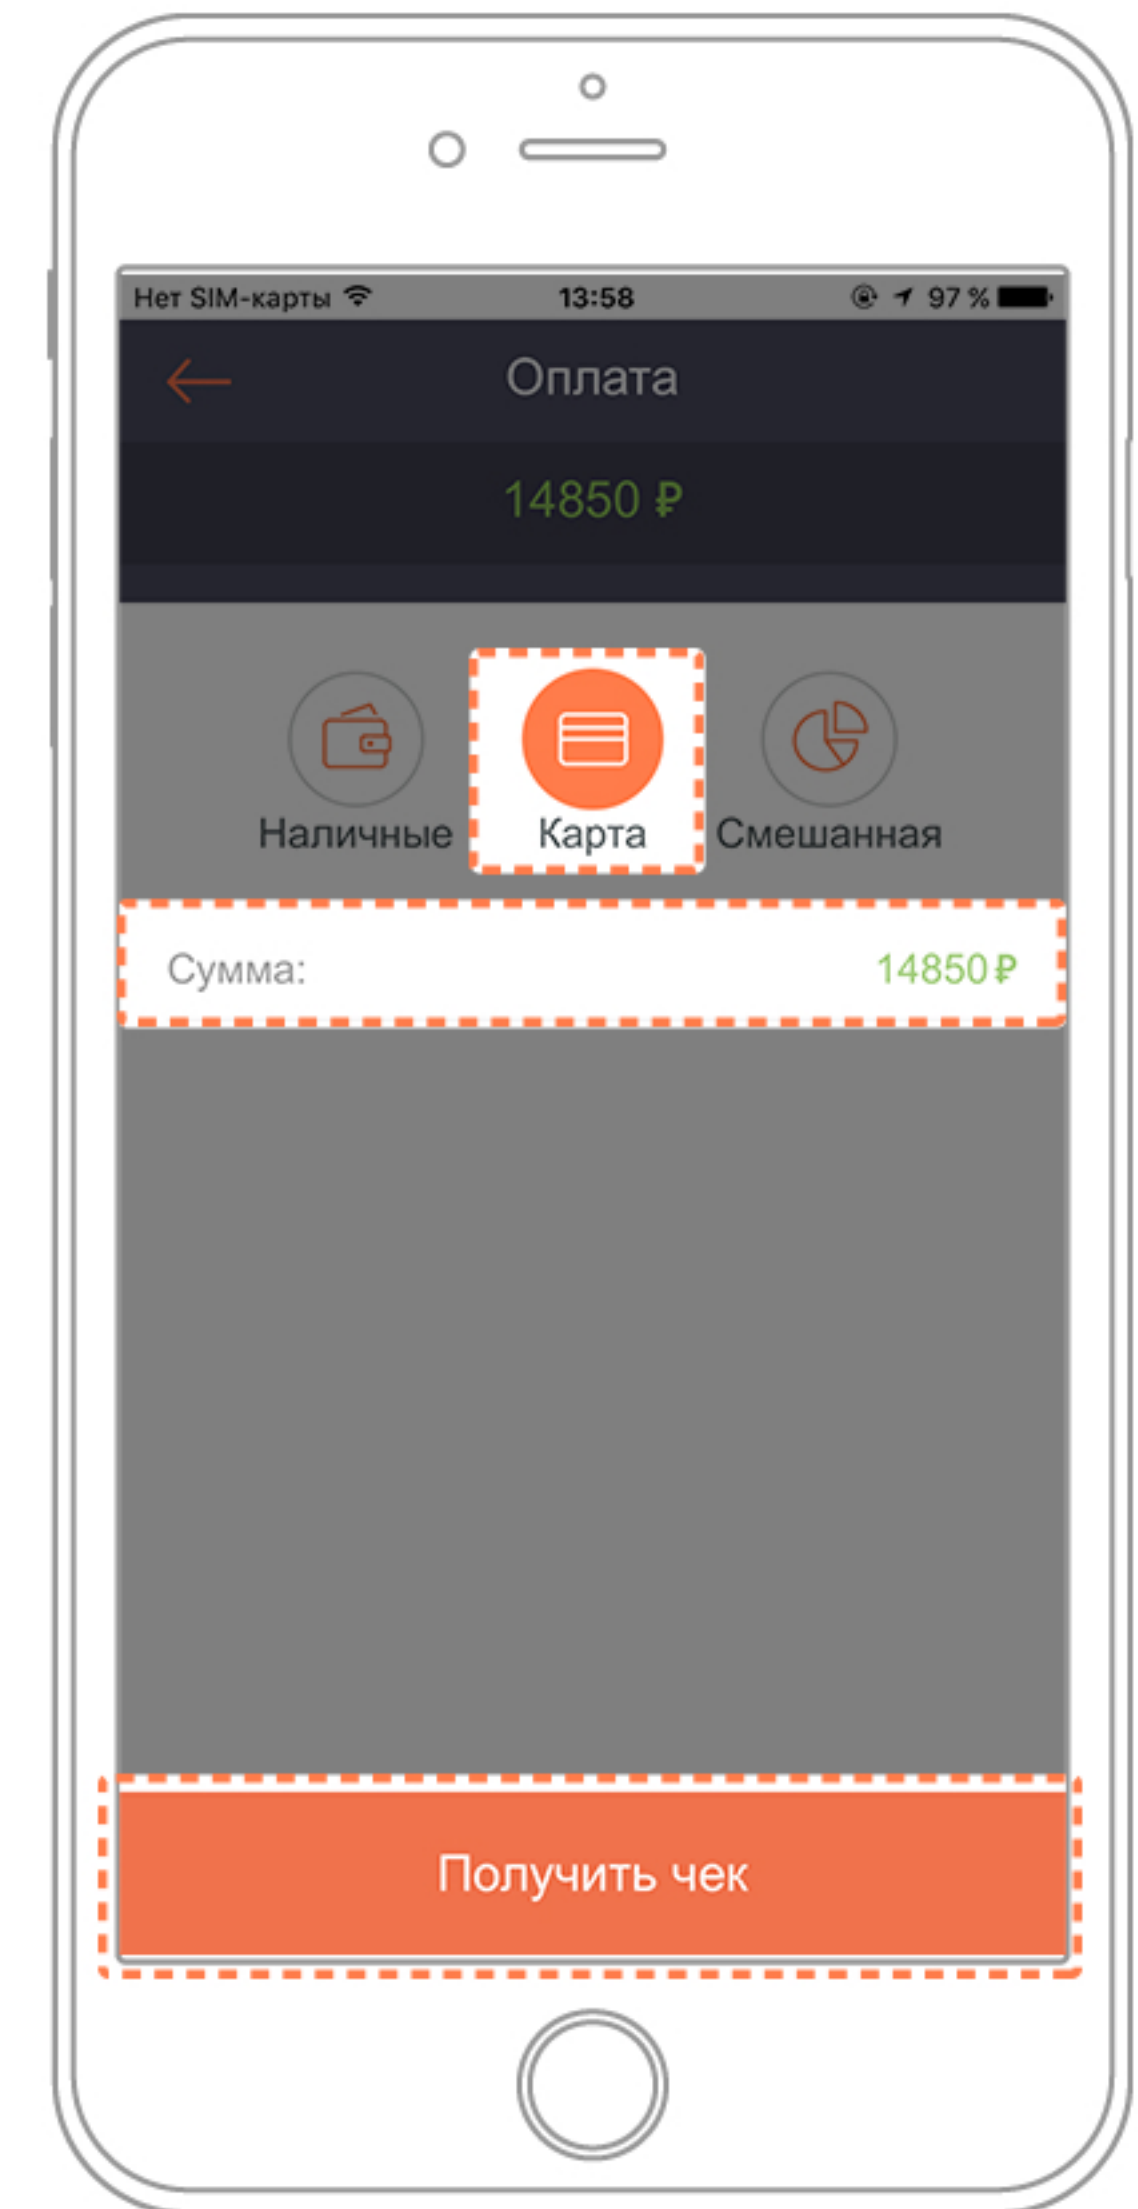 Нет SIM-карты 13:58 97 %
Оплата
14850 ₽
Наличные Карта Смешанная
Сумма: 14850 ₽
Получить чек